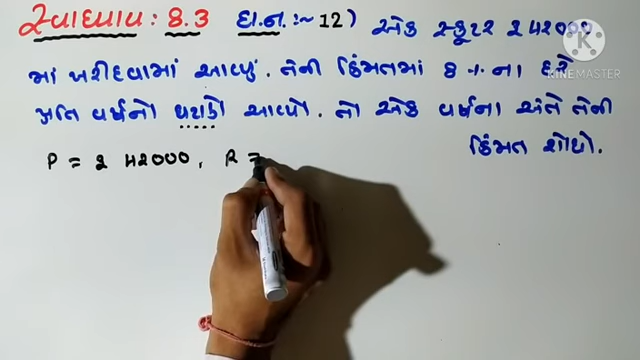 સ્વાધ્યાય : 8.3 દા.ન. :~ 12) એક સ્કૂટર ₹ 42000
માં ખરીદવામાં આવ્યું. તેની કિંમતમાં 8 % ના દરે
પ્રતિ વર્ષનો ઘટાડો આવ્યો. તો એક વર્ષના અંતે તેની
કિંમત શોધો.
P = ₹ 42000, R =
KINEMASTER